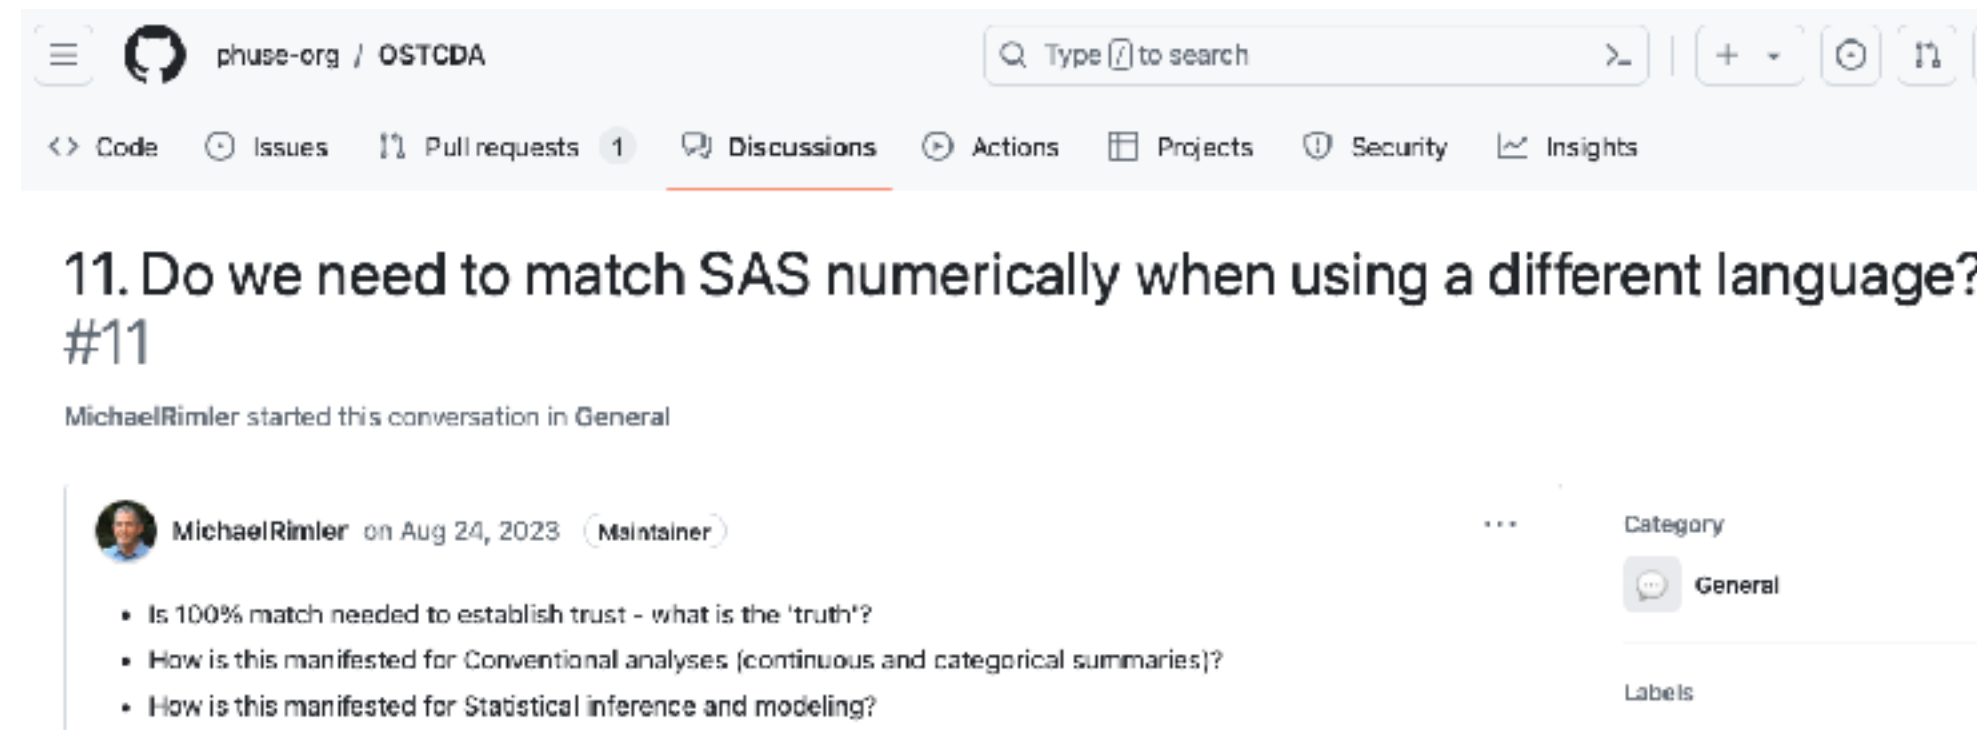 phuse-org / OSTCDA
Type / to search
Code Issues Pull requests 1 Discussions Actions Projects Security Insights
11. Do we need to match SAS numerically when using a different language?
#11
MichaelRimler started this conversation in General
MichaelRimler on Aug 24, 2023 Maintainer
Category
General
• Is 100% match needed to establish trust - what is the 'truth'?
• How is this manifested for Conventional analyses (continuous and categorical summaries)?
• How is this manifested for Statistical inference and modeling?
Labels